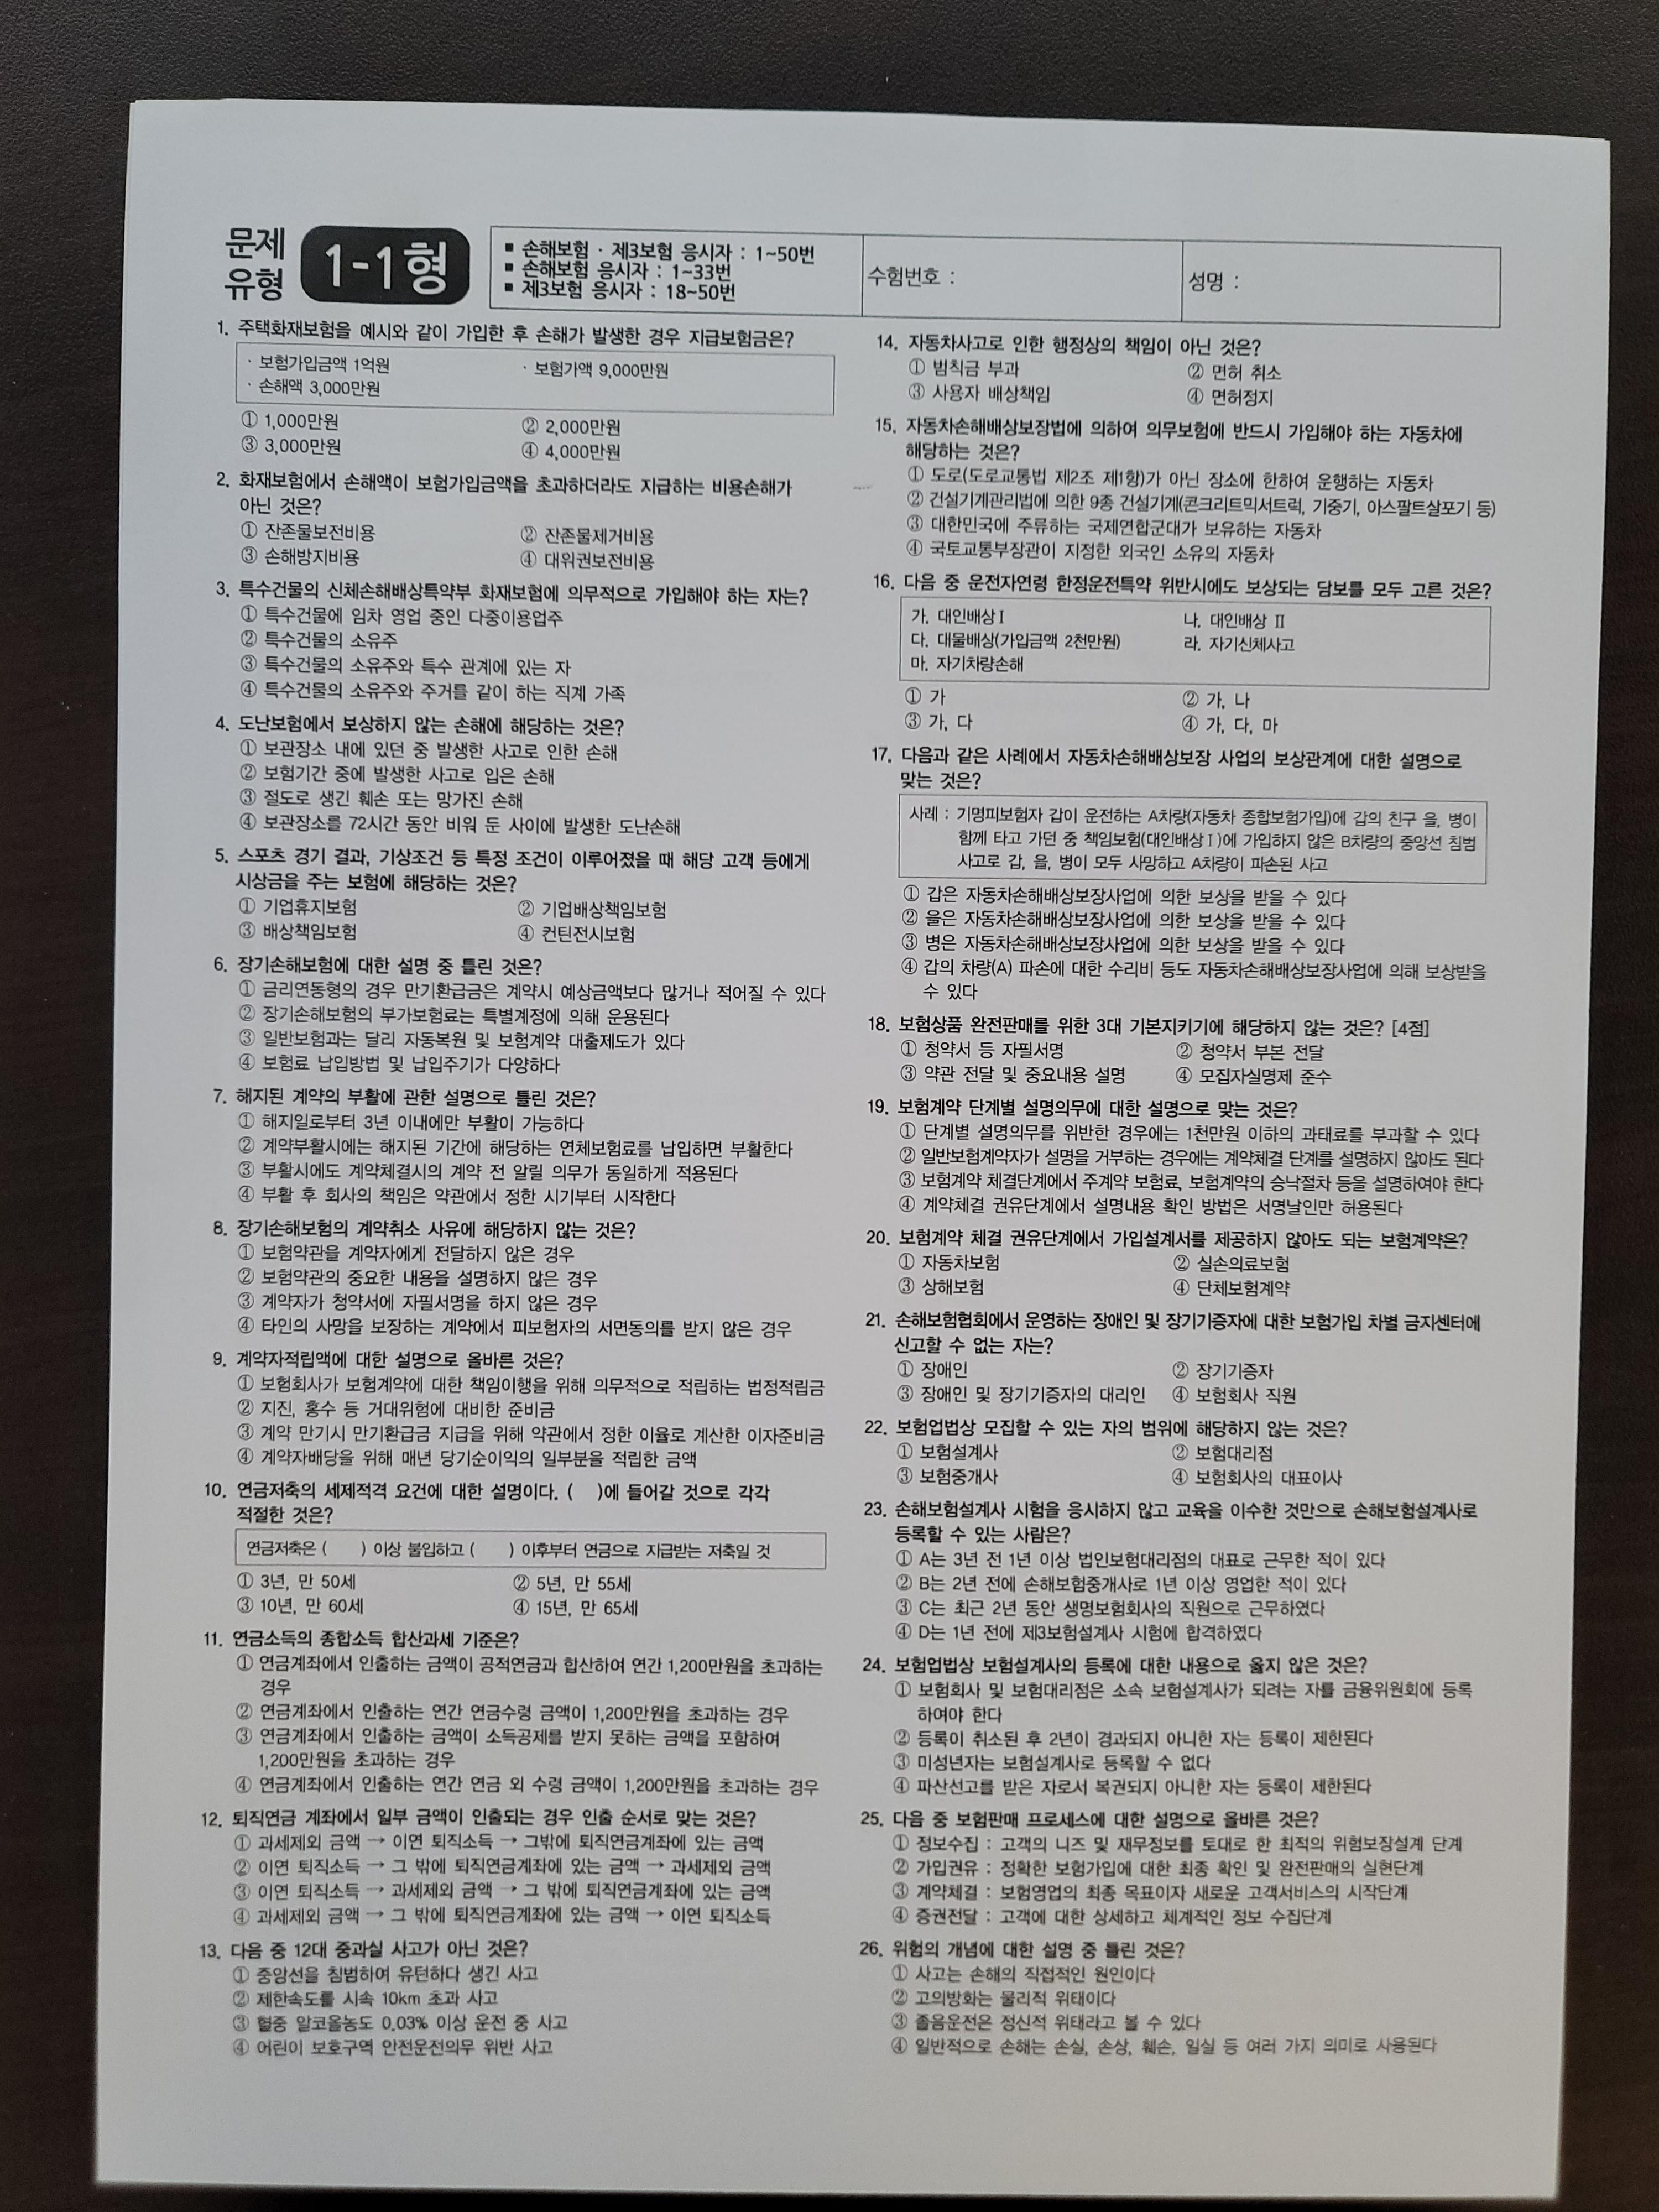 문제
유형
1-1형
■ 손해보험 · 제3보험 응시자 : 1~50번
■ 손해보험 응시자 : 1~33번
■ 제3보험 응시자 : 18~50번
수험번호 :
성명 :
1. 주택화재보험을 예시와 같이 가입한 후 손해가 발생한 경우 지급보험금은?
· 보험가입금액 1억원 · 보험가액 9,000만원
· 손해액 3,000만원
① 1,000만원 ② 2,000만원
③ 3,000만원 ④ 4,000만원
2. 화재보험에서 손해액이 보험가입금액을 초과하더라도 지급하는 비용손해가
아닌 것은?
① 잔존물보전비용 ② 잔존물제거비용
③ 손해방지비용 ④ 대위권보전비용
3. 특수건물의 신체손해배상특약부 화재보험에 의무적으로 가입해야 하는 자는?
① 특수건물에 임차 영업 중인 다중이용업주
② 특수건물의 소유주
③ 특수건물의 소유주와 특수 관계에 있는 자
④ 특수건물의 소유주와 주거를 같이 하는 직계 가족
4. 도난보험에서 보상하지 않는 손해에 해당하는 것은?
① 보관장소 내에 있던 중 발생한 사고로 인한 손해
② 보험기간 중에 발생한 사고로 입은 손해
③ 절도로 생긴 훼손 또는 망가진 손해
④ 보관장소를 72시간 동안 비워 둔 사이에 발생한 도난손해
5. 스포츠 경기 결과, 기상조건 등 특정 조건이 이루어졌을 때 해당 고객 등에게
시상금을 주는 보험에 해당하는 것은?
① 기업휴지보험 ② 기업배상책임보험
③ 배상책임보험 ④ 컨틴전시보험
6. 장기손해보험에 대한 설명 중 틀린 것은?
① 금리연동형의 경우 만기환급금은 계약시 예상금액보다 많거나 적어질 수 있다
② 장기손해보험의 부가보험료는 특별계정에 의해 운용된다
③ 일반보험과는 달리 자동복원 및 보험계약 대출제도가 있다
④ 보험료 납입방법 및 납입주기가 다양하다
7. 해지된 계약의 부활에 관한 설명으로 틀린 것은?
① 해지일로부터 3년 이내에만 부활이 가능하다
② 계약부활시에는 해지된 기간에 해당하는 연체보험료를 납입하면 부활한다
③ 부활시에도 계약체결시의 계약 전 알릴 의무가 동일하게 적용된다
④ 부활 후 회사의 책임은 약관에서 정한 시기부터 시작한다
8. 장기손해보험의 계약취소 사유에 해당하지 않는 것은?
① 보험약관을 계약자에게 전달하지 않은 경우
② 보험약관의 중요한 내용을 설명하지 않은 경우
③ 계약자가 청약서에 자필서명을 하지 않은 경우
④ 타인의 사망을 보장하는 계약에서 피보험자의 서면동의를 받지 않은 경우
9. 계약자적립액에 대한 설명으로 올바른 것은?
① 보험회사가 보험계약에 대한 책임이행을 위해 의무적으로 적립하는 법정적립금
② 지진, 홍수 등 거대위험에 대비한 준비금
③ 계약 만기시 만기환급금 지급을 위해 약관에서 정한 이율로 계산한 이자준비금
④ 계약자배당을 위해 매년 당기순이익의 일부분을 적립한 금액
10. 연금저축의 세제적격 요건에 대한 설명이다. ( )에 들어갈 것으로 각각
적절한 것은?
연금저축은 ( ) 이상 불입하고 ( ) 이후부터 연금으로 지급받는 저축일 것
① 3년, 만 50세 ② 5년, 만 55세
③ 10년, 만 60세 ④ 15년, 만 65세
11. 연금소득의 종합소득 합산과세 기준은?
① 연금계좌에서 인출하는 금액이 공적연금과 합산하여 연간 1,200만원을 초과하는
경우
② 연금계좌에서 인출하는 연간 연금수령 금액이 1,200만원을 초과하는 경우
③ 연금계좌에서 인출하는 금액이 소득공제를 받지 못하는 금액을 포함하여
1,200만원을 초과하는 경우
④ 연금계좌에서 인출하는 연간 연금 외 수령 금액이 1,200만원을 초과하는 경우
12. 퇴직연금 계좌에서 일부 금액이 인출되는 경우 인출 순서로 맞는 것은?
① 과세제외 금액 → 이연 퇴직소득 → 그밖에 퇴직연금계좌에 있는 금액
② 이연 퇴직소득 → 그 밖에 퇴직연금계좌에 있는 금액 → 과세제외 금액
③ 이연 퇴직소득 → 과세제외 금액 → 그 밖에 퇴직연금계좌에 있는 금액
④ 과세제외 금액 → 그 밖에 퇴직연금계좌에 있는 금액 → 이연 퇴직소득
13. 다음 중 12대 중과실 사고가 아닌 것은?
① 중앙선을 침범하여 유턴하다 생긴 사고
② 제한속도를 시속 10km 초과 사고
③ 혈중 알코올농도 0.03% 이상 운전 중 사고
④ 어린이 보호구역 안전운전의무 위반 사고
14. 자동차사고로 인한 행정상의 책임이 아닌 것은?
① 범칙금 부과 ② 면허 취소
③ 사용자 배상책임 ④ 면허정지
15. 자동차손해배상보장법에 의하여 의무보험에 반드시 가입해야 하는 자동차에
해당하는 것은?
① 도로(도로교통법 제2조 제1항)가 아닌 장소에 한하여 운행하는 자동차
② 건설기계관리법에 의한 9종 건설기계(콘크리트믹서트럭, 기중기, 아스팔트살포기 등)
③ 대한민국에 주류하는 국제연합군대가 보유하는 자동차
④ 국토교통부장관이 지정한 외국인 소유의 자동차
16. 다음 중 운전자연령 한정운전특약 위반시에도 보상되는 담보를 모두 고른 것은?
가. 대인배상Ⅰ 나. 대인배상 Ⅱ
다. 대물배상(가입금액 2천만원) 라. 자기신체사고
마. 자기차량손해
① 가 ② 가, 나
③ 가, 다 ④ 가, 다, 마
17. 다음과 같은 사례에서 자동차손해배상보장 사업의 보상관계에 대한 설명으로
맞는 것은?
사례 : 기명피보험자 갑이 운전하는 A차량(자동차 종합보험가입)에 갑의 친구 을, 병이
함께 타고 가던 중 책임보험(대인배상Ⅰ)에 가입하지 않은 B차량의 중앙선 침범
사고로 갑, 을, 병이 모두 사망하고 A차량이 파손된 사고
① 갑은 자동차손해배상보장사업에 의한 보상을 받을 수 있다
② 을은 자동차손해배상보장사업에 의한 보상을 받을 수 있다
③ 병은 자동차손해배상보장사업에 의한 보상을 받을 수 있다
④ 갑의 차량(A) 파손에 대한 수리비 등도 자동차손해배상보장사업에 의해 보상받을
수 있다
18. 보험상품 완전판매를 위한 3대 기본지키기에 해당하지 않는 것은? [4점]
① 청약서 등 자필서명 ② 청약서 부본 전달
③ 약관 전달 및 중요내용 설명 ④ 모집자실명제 준수
19. 보험계약 단계별 설명의무에 대한 설명으로 맞는 것은?
① 단계별 설명의무를 위반한 경우에는 1천만원 이하의 과태료를 부과할 수 있다
② 일반보험계약자가 설명을 거부하는 경우에는 계약체결 단계를 설명하지 않아도 된다
③ 보험계약 체결단계에서 주계약 보험료, 보험계약의 승낙절차 등을 설명하여야 한다
④ 계약체결 권유단계에서 설명내용 확인 방법은 서명날인만 허용된다
20. 보험계약 체결 권유단계에서 가입설계서를 제공하지 않아도 되는 보험계약은?
① 자동차보험 ② 실손의료보험
③ 상해보험 ④ 단체보험계약
21. 손해보험협회에서 운영하는 장애인 및 장기기증자에 대한 보험가입 차별 금지센터에
신고할 수 없는 자는?
① 장애인 ② 장기기증자
③ 장애인 및 장기기증자의 대리인 ④ 보험회사 직원
22. 보험업법상 모집할 수 있는 자의 범위에 해당하지 않는 것은?
① 보험설계사 ② 보험대리점
③ 보험중개사 ④ 보험회사의 대표이사
23. 손해보험설계사 시험을 응시하지 않고 교육을 이수한 것만으로 손해보험설계사로
등록할 수 있는 사람은?
① A는 3년 전 1년 이상 법인보험대리점의 대표로 근무한 적이 있다
② B는 2년 전에 손해보험중개사로 1년 이상 영업한 적이 있다
③ C는 최근 2년 동안 생명보험회사의 직원으로 근무하였다
④ D는 1년 전에 제3보험설계사 시험에 합격하였다
24. 보험업법상 보험설계사의 등록에 대한 내용으로 옳지 않은 것은?
① 보험회사 및 보험대리점은 소속 보험설계사가 되려는 자를 금융위원회에 등록
하여야 한다
② 등록이 취소된 후 2년이 경과되지 아니한 자는 등록이 제한된다
③ 미성년자는 보험설계사로 등록할 수 없다
④ 파산선고를 받은 자로서 복권되지 아니한 자는 등록이 제한된다
25. 다음 중 보험판매 프로세스에 대한 설명으로 올바른 것은?
① 정보수집 : 고객의 니즈 및 재무정보를 토대로 한 최적의 위험보장설계 단계
② 가입권유 : 정확한 보험가입에 대한 최종 확인 및 완전판매의 실현단계
③ 계약체결 : 보험영업의 최종 목표이자 새로운 고객서비스의 시작단계
④ 증권전달 : 고객에 대한 상세하고 체계적인 정보 수집단계
26. 위험의 개념에 대한 설명 중 틀린 것은?
① 사고는 손해의 직접적인 원인이다
② 고의방화는 물리적 위태이다
③ 졸음운전은 정신적 위태라고 볼 수 있다
④ 일반적으로 손해는 손실, 손상, 훼손, 일실 등 여러 가지 의미로 사용된다